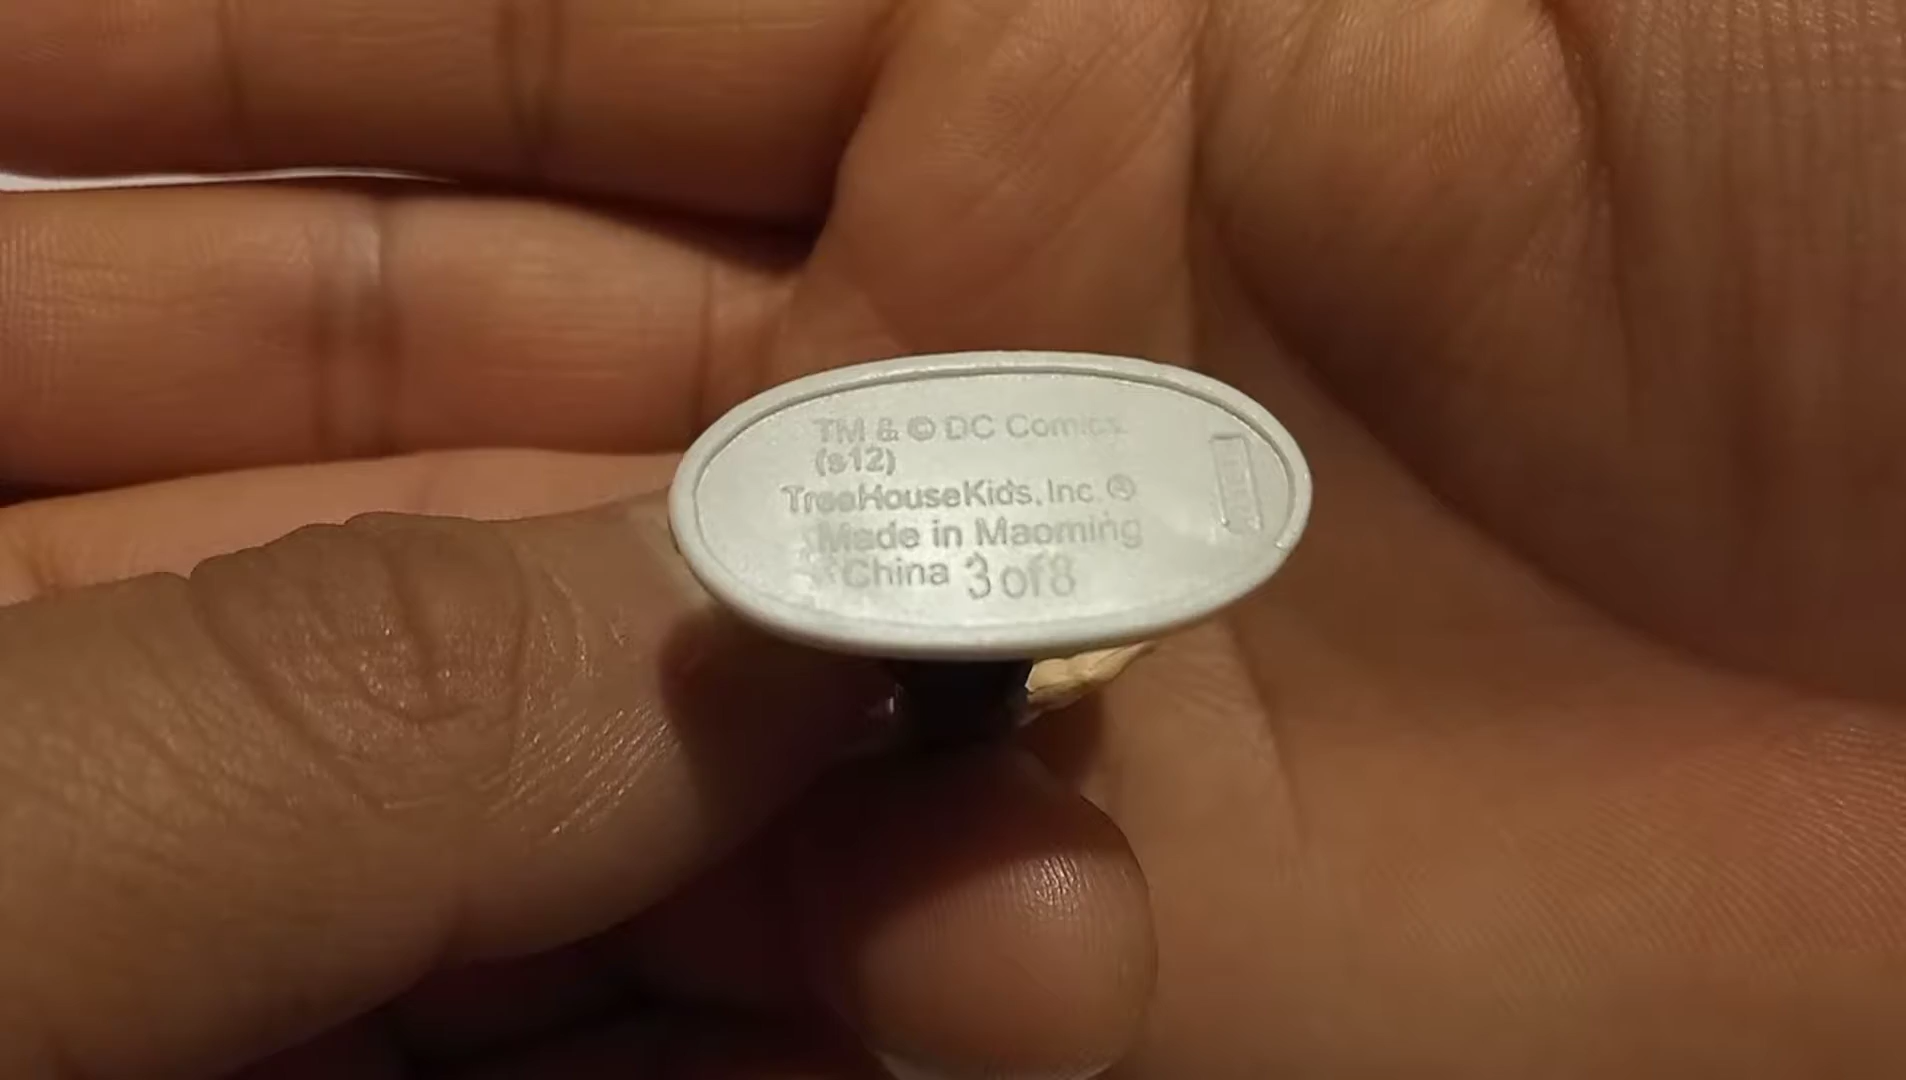 TM & © DC Comics
(s12)
TreeHouseKids, Inc. ®
Made in Maoming
China 3 of 8